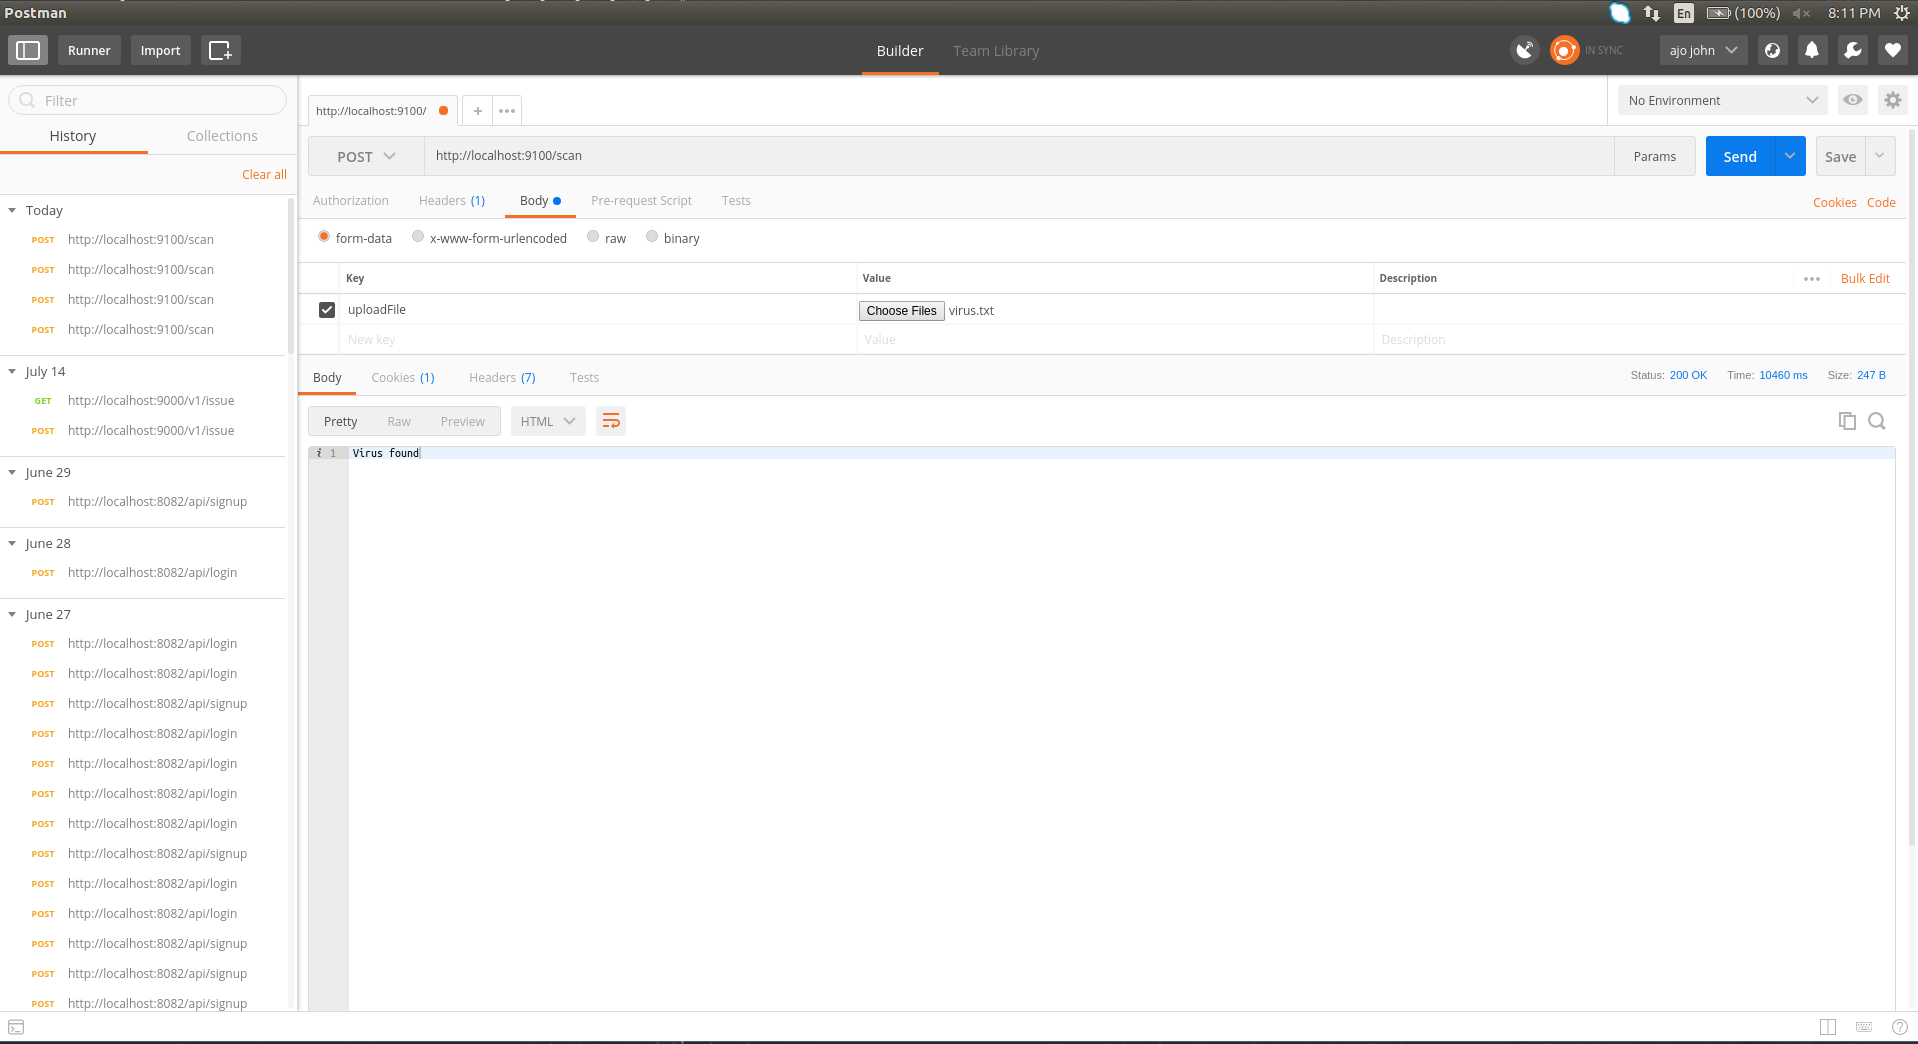 Postman
En (100%) 8:11 PM
Runner Import Builder Team Library IN SYNC ajo john
Filter
History Collections
Clear all
Today
POST http://localhost:9100/scan
POST http://localhost:9100/scan
POST http://localhost:9100/scan
POST http://localhost:9100/scan
July 14
GET http://localhost:9000/v1/issue
POST http://localhost:9000/v1/issue
June 29
POST http://localhost:8082/api/signup
June 28
POST http://localhost:8082/api/login
June 27
POST http://localhost:8082/api/login
POST http://localhost:8082/api/login
POST http://localhost:8082/api/signup
POST http://localhost:8082/api/login
POST http://localhost:8082/api/login
POST http://localhost:8082/api/login
POST http://localhost:8082/api/login
POST http://localhost:8082/api/signup
POST http://localhost:8082/api/login
POST http://localhost:8082/api/login
POST http://localhost:8082/api/signup
POST http://localhost:8082/api/signup
POST http://localhost:8082/api/signup
http://localhost:9100/ + ••• No Environment
POST http://localhost:9100/scan Params Send Save
Authorization Headers (1) Body Pre-request Script Tests Cookies Code
form-data x-www-form-urlencoded raw binary
Key Value Description ••• Bulk Edit
uploadFile Choose Files virus.txt
New key Value Description
Body Cookies (1) Headers (7) Tests Status: 200 OK Time: 10460 ms Size: 247 B
Pretty Raw Preview HTML
i 1 Virus found